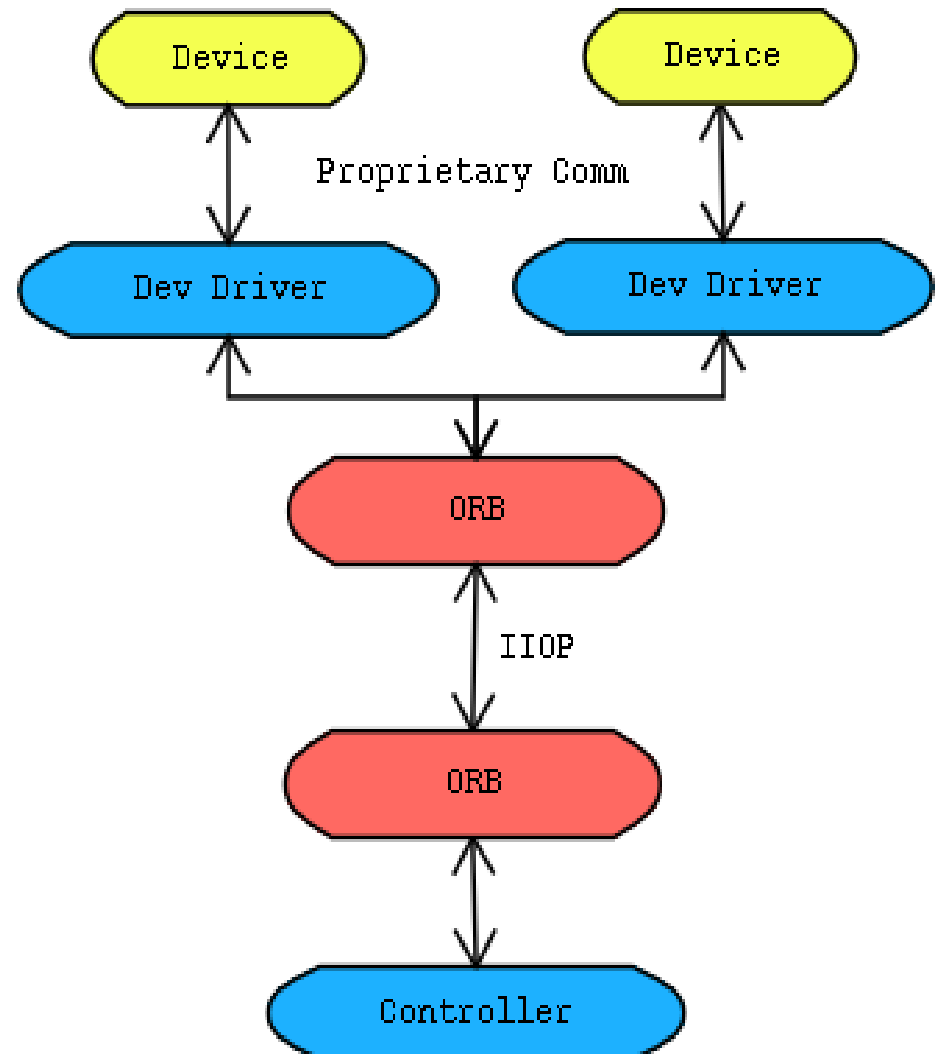 Device
Device
Proprietary Comm
Dev Driver
Dev Driver
ORB
IIOP
ORB
Controller